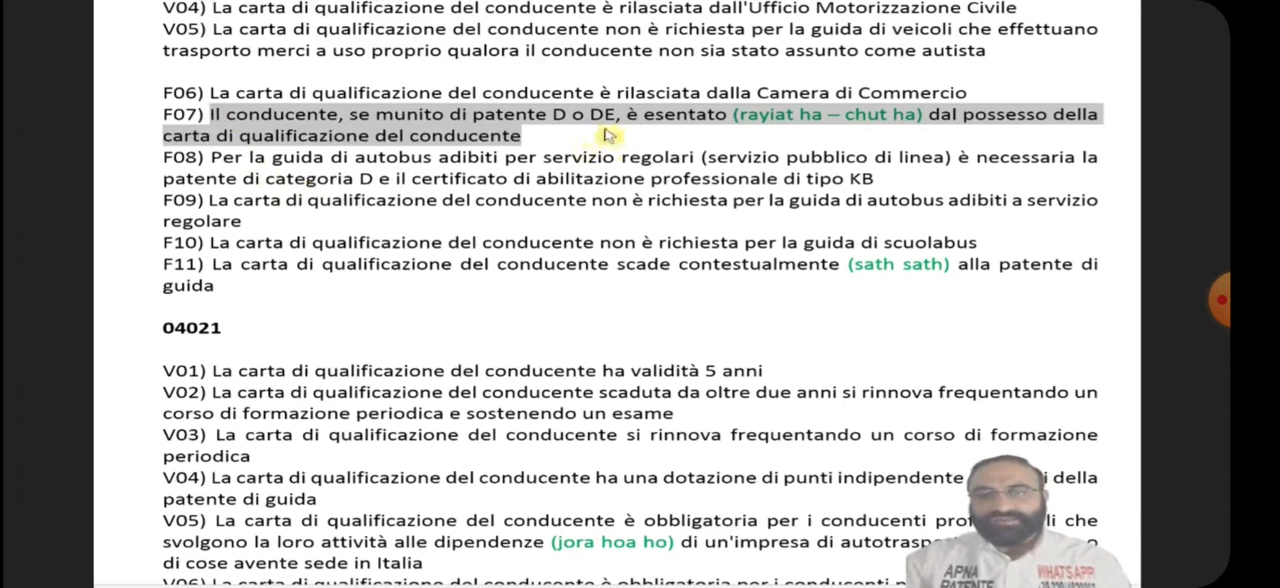 V04) La carta di qualificazione del conducente è rilasciata dall'Ufficio Motorizzazione Civile
V05) La carta di qualificazione del conducente non è richiesta per la guida di veicoli che effettuano
trasporto merci a uso proprio qualora il conducente non sia stato assunto come autista
F06) La carta di qualificazione del conducente è rilasciata dalla Camera di Commercio
F07) Il conducente, se munito di patente D o DE, è esentato (rayiat ha – chut ha) dal possesso della
carta di qualificazione del conducente
F08) Per la guida di autobus adibiti per servizio regolari (servizio pubblico di linea) è necessaria la
patente di categoria D e il certificato di abilitazione professionale di tipo KB
F09) La carta di qualificazione del conducente non è richiesta per la guida di autobus adibiti a servizio
regolare
F10) La carta di qualificazione del conducente non è richiesta per la guida di scuolabus
F11) La carta di qualificazione del conducente scade contestualmente (sath sath) alla patente di
guida
04021
V01) La carta di qualificazione del conducente ha validità 5 anni
V02) La carta di qualificazione del conducente scaduta da oltre due anni si rinnova frequentando un
corso di formazione periodica e sostenendo un esame
V03) La carta di qualificazione del conducente si rinnova frequentando un corso di formazione
periodica
V04) La carta di qualificazione del conducente ha una dotazione di punti indipendente della
patente di guida
V05) La carta di qualificazione del conducente è obbligatoria per i conducenti che
svolgono la loro attività alle dipendenze (jora hoa ho) di un'impresa di
di cose avente sede in Italia
V06) La carta di qualificazione del conducente è obbligatoria per i conducenti
APNA WHATSAPP
PATENTE